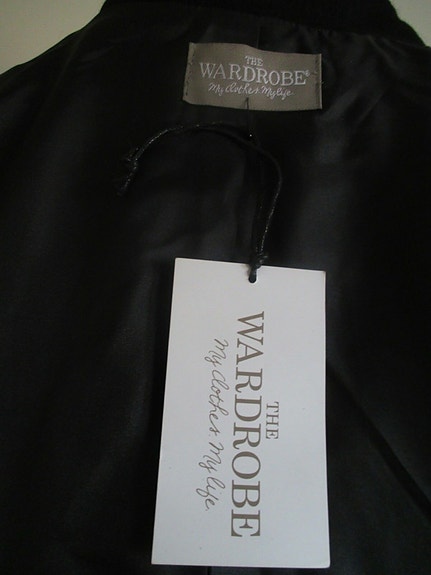 THE
WARDROBE®
My Clothes. My life.
THE
WARDROBE
My Clothes. My life.